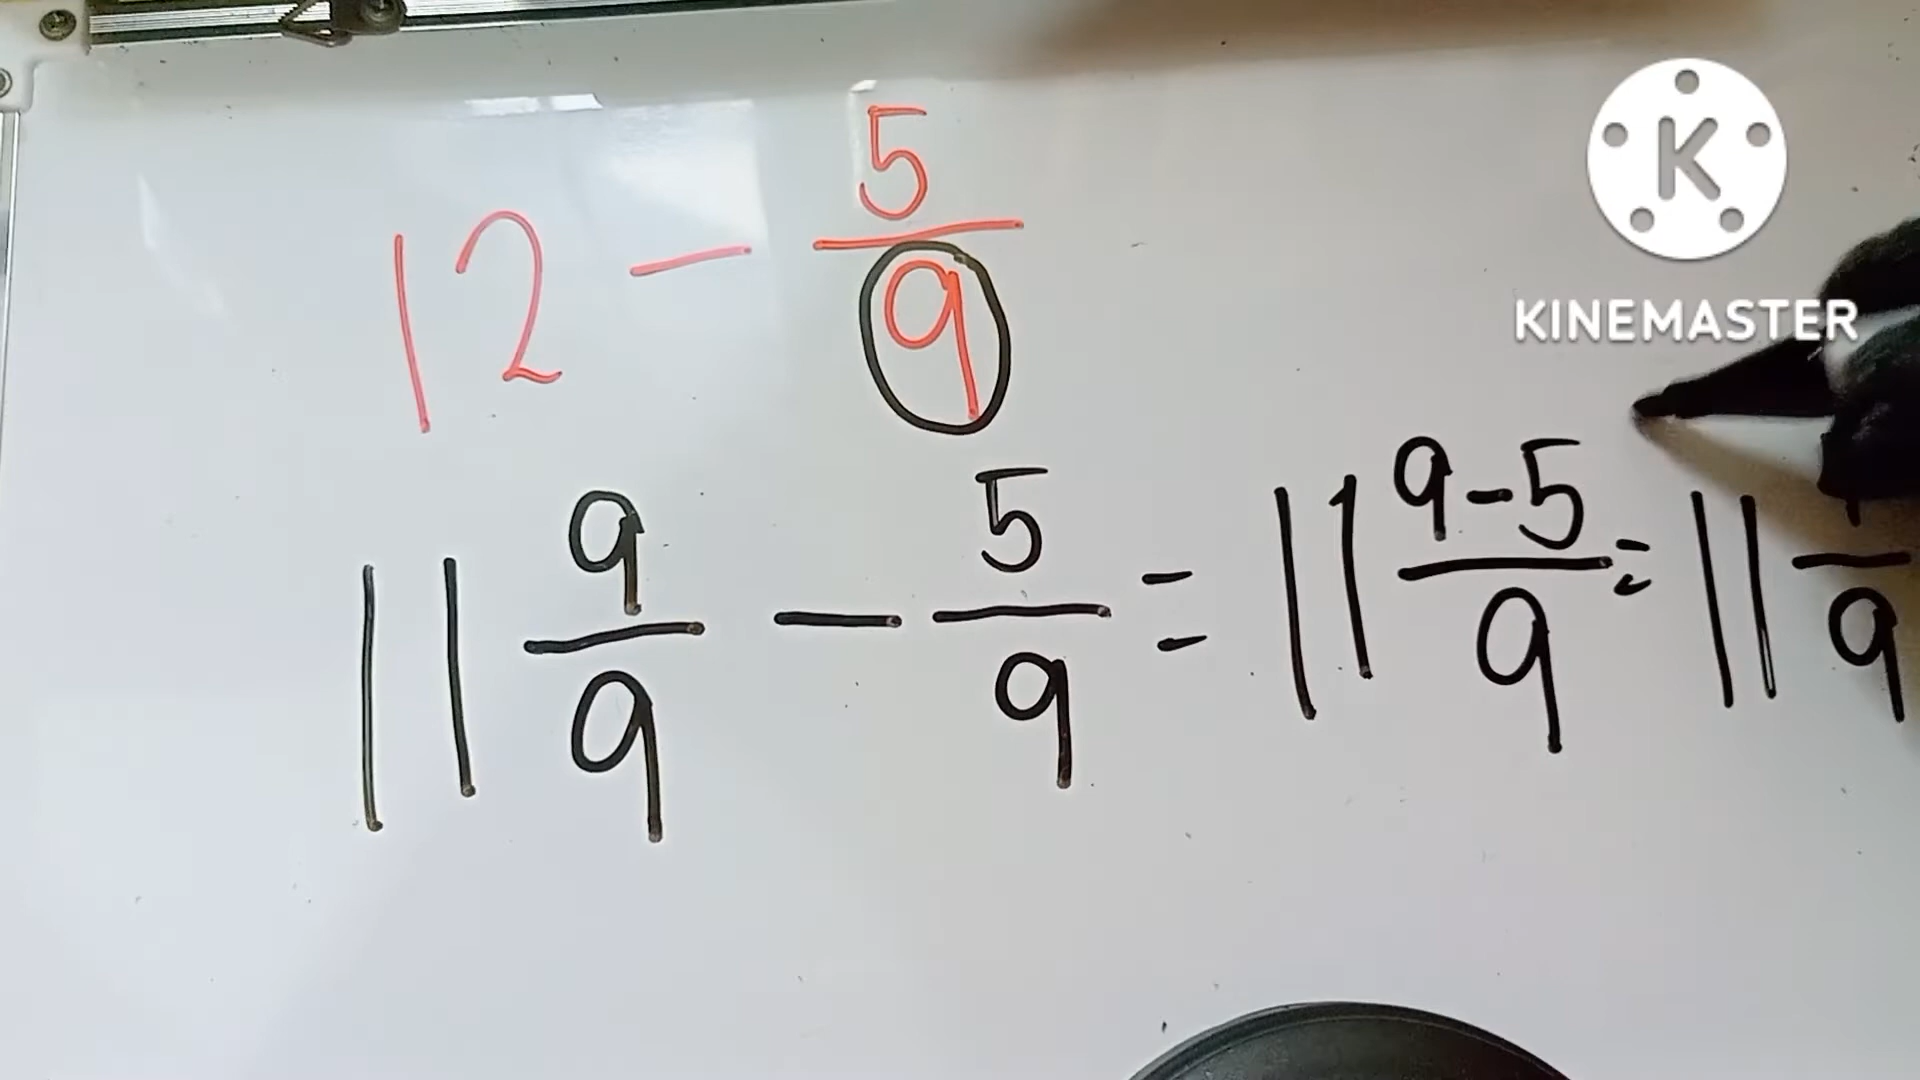 12 - 5/9
KINEMASTER
11 9/9 - 5/9 = 11 9-5/9 = 11 /9